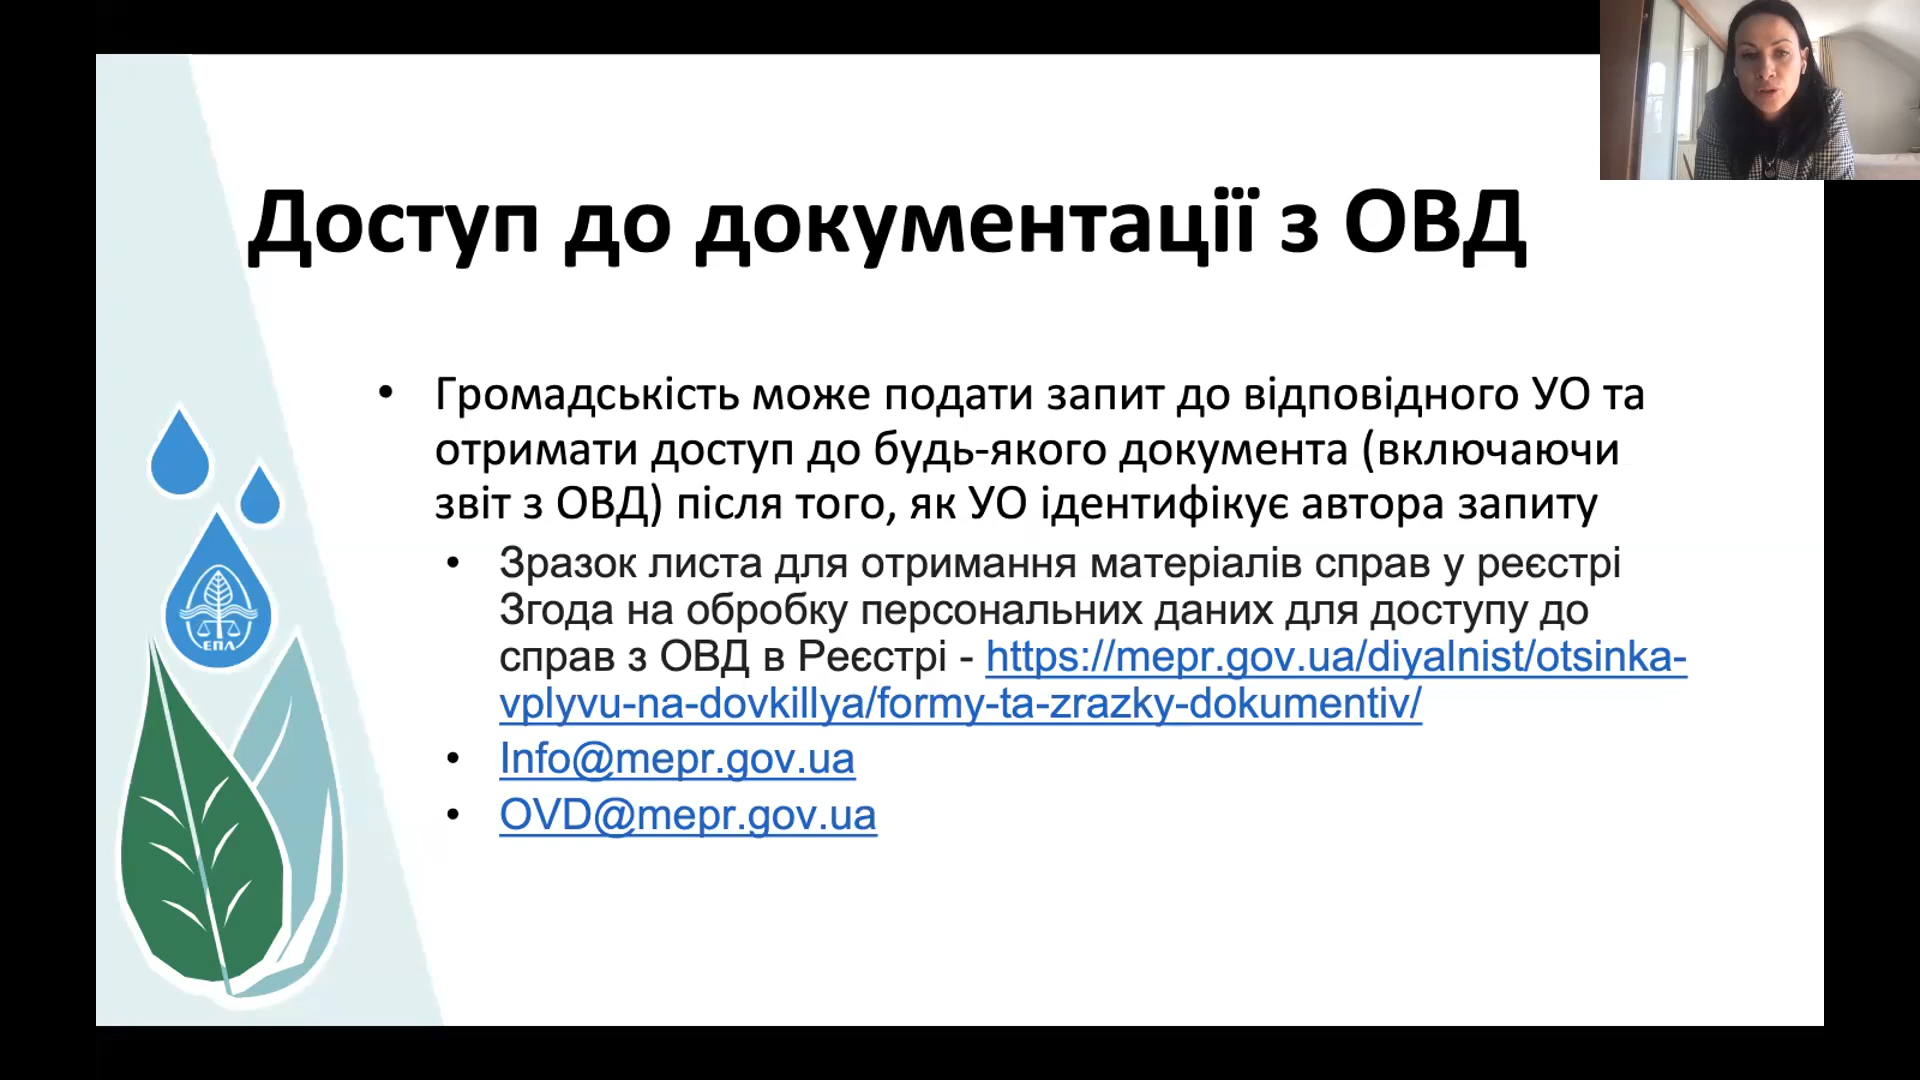 Доступ до документації з ОВД
• Громадськість може подати запит до відповідного УО та
отримати доступ до будь-якого документа (включаючи
звіт з ОВД) після того, як УО ідентифікує автора запиту
• Зразок листа для отримання матеріалів справ у реєстрі
Згода на обробку персональних даних для доступу до
справ з ОВД в Реєстрі - https://mepr.gov.ua/diyalnist/otsinka-
vplyvu-na-dovkillya/formy-ta-zrazky-dokumentiv/
• Info@mepr.gov.ua
• OVD@mepr.gov.ua
ЕПЛ